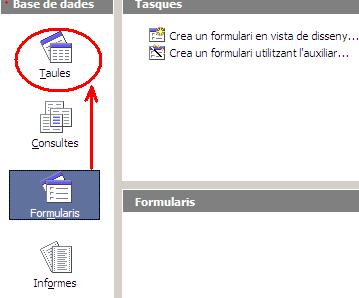 Base de dades
Taules
Consultes
Formularis
Informes
Tasques
Crea un formulari en vista de disseny...
Crea un formulari utilitzant l'auxiliar...
Formularis